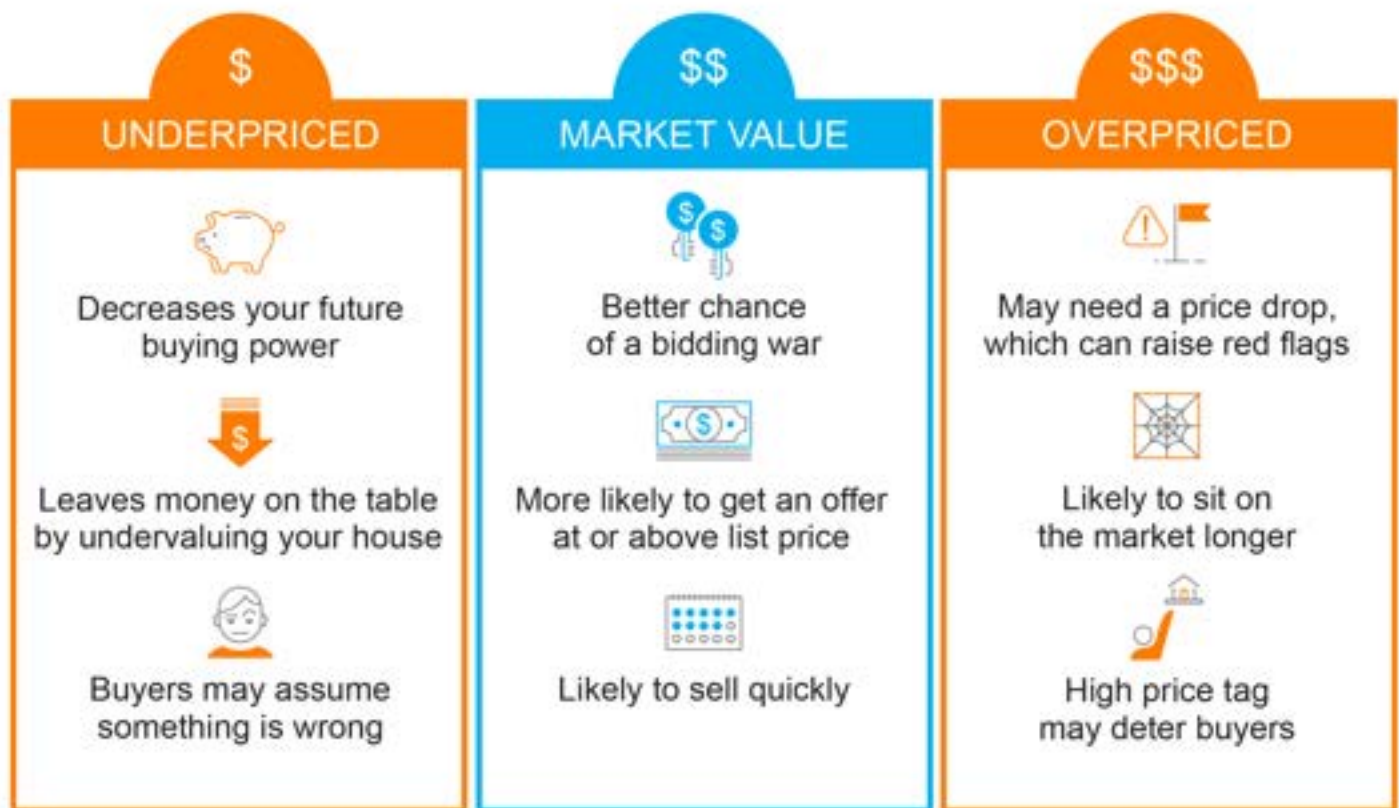 $
UNDERPRICED
$
Decreases your future
buying power
$
Leaves money on the table
by undervaluing your house
Buyers may assume
something is wrong
$$
MARKET VALUE
$
$
Better chance
of a bidding war
$
More likely to get an offer
at or above list price
Likely to sell quickly
$$$
OVERPRICED
!
May need a price drop,
which can raise red flags
Likely to sit on
the market longer
High price tag
may deter buyers